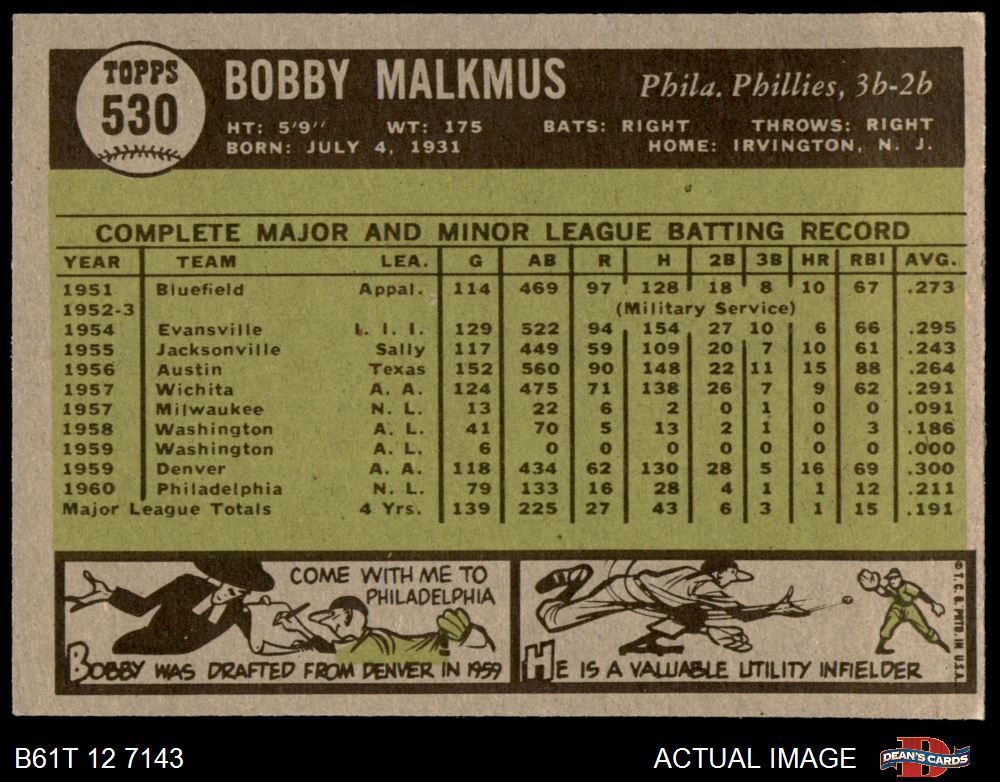 TOPPS
530
BOBBY MALKMUS
Phila. Phillies, 3b-2b
HT: 5'9" WT: 175 BATS: RIGHT THROWS: RIGHT
BORN: JULY 4, 1931 HOME: IRVINGTON, N. J.
COMPLETE MAJOR AND MINOR LEAGUE BATTING RECORD
YEAR TEAM LEA. G AB R H 2B 3B HR RBI AVG.
1951 Bluefield Appal. 114 469 97 128 18 8 10 67 .273
1952-3 (Military Service)
1954 Evansville I. I. I. 129 522 94 154 27 10 6 66 .295
1955 Jacksonville Sally 117 449 59 109 20 7 10 61 .243
1956 Austin Texas 152 560 90 148 22 11 15 88 .264
1957 Wichita A. A. 124 475 71 138 26 7 9 62 .291
1957 Milwaukee N. L. 13 22 6 2 0 1 0 0 .091
1958 Washington A. L. 41 70 5 13 2 1 0 3 .186
1959 Washington A. L. 6 0 0 0 0 0 0 0 .000
1959 Denver A. A. 118 434 62 130 28 5 16 69 .300
1960 Philadelphia N. L. 79 133 16 28 4 1 1 12 .211
Major League Totals 4 Yrs. 139 225 27 43 6 3 1 15 .191
COME WITH ME TO
PHILADELPHIA
BOBBY WAS DRAFTED FROM DENVER IN 1959
HE IS A VALUABLE UTILITY INFIELDER
© T. C. G. PRTD. IN U.S.A.
B61T 12 7143
ACTUAL IMAGE
DEAN'S CARDS